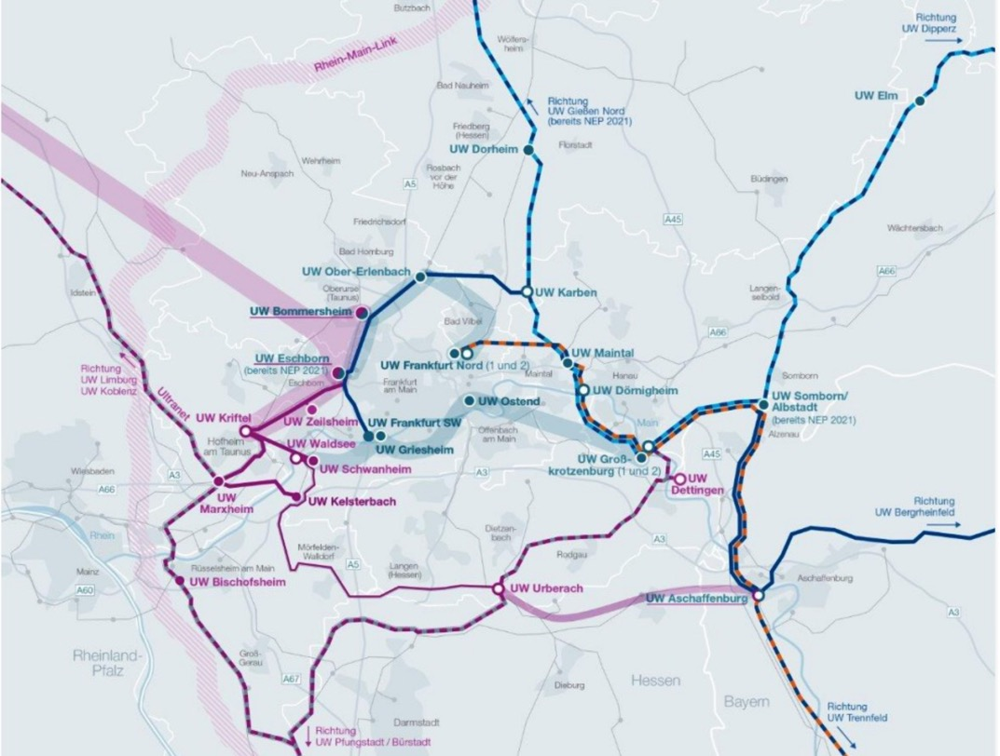 Butzbach
Richtung
UW Dipperz
Wölfers-
heim
Rhein-Main-Link
Bad Nauheim
UW Elm
Richtung
UW Gießen Nord
(bereits NEP 2021)
Friedberg
(Hessen)
UW Dorheim
Florstadt
Wehrheim
Neu-Anspach
Rosbach
vor der
Höhe
A5
Büdingen
A45
Friedrichsdorf
Wächtersbach
Bad Homburg
UW Ober-Erlenbach
A66
Idstein
Oberursel
(Taunus)
UW Karben
Langen-
selbold
UW Bommersheim
Bad Vilbel
A66
UW Eschborn
(bereits NEP 2021)
Eschborn
UW Frankfurt Nord (1 und 2)
UW Maintal
Maintal
Hanau
Somborn
Richtung
UW Limburg
UW Koblenz
Ultranet
Frankfurt
am Main
UW Dörnigheim
UW Ostend
UW Somborn/
Albstadt
(bereits NEP 2021)
UW Kriftel
UW Zeilsheim
UW Frankfurt SW
Main
Alzenau
Hofheim
am Taunus
UW Waldsee
Offenbach
am Main
UW Griesheim
A45
UW Schwanheim
UW Groß-
krotzenburg (1 und 2)
Wiesbaden
A3
A66
A3
UW
Dettingen
UW
Marxheim
UW Kelsterbach
Richtung
UW Bergrheinfeld
Rhein
Dietzen-
bach
A3
Mörfelden-
Walldorf
Rodgau
Mainz
Rüsselsheim am Main
A5
Langen
(Hessen)
Aschaffenburg
UW Bischofsheim
A60
UW Urberach
UW Aschaffenburg
A3
Rheinland-
Pfalz
Groß-
Gerau
A67
Dieburg
Hessen
Bayern
Richtung
UW Trennfeld
Darmstadt
Richtung
UW Pfungstadt / Bürstadt